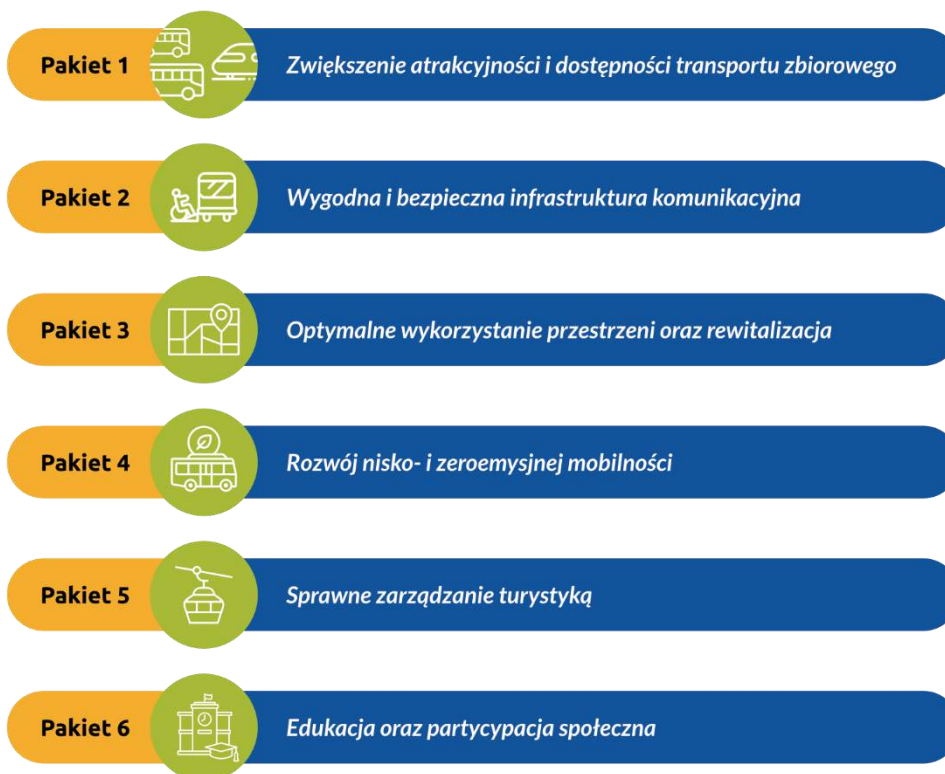 Pakiet 1 Zwiększenie atrakcyjności i dostępności transportu zbiorowego
Pakiet 2 Wygodna i bezpieczna infrastruktura komunikacyjna
Pakiet 3 Optymalne wykorzystanie przestrzeni oraz rewitalizacja
Pakiet 4 Rozwój nisko- i zeroemysjnej mobilności
Pakiet 5 Sprawne zarządzanie turystyką
Pakiet 6 Edukacja oraz partycypacja społeczna